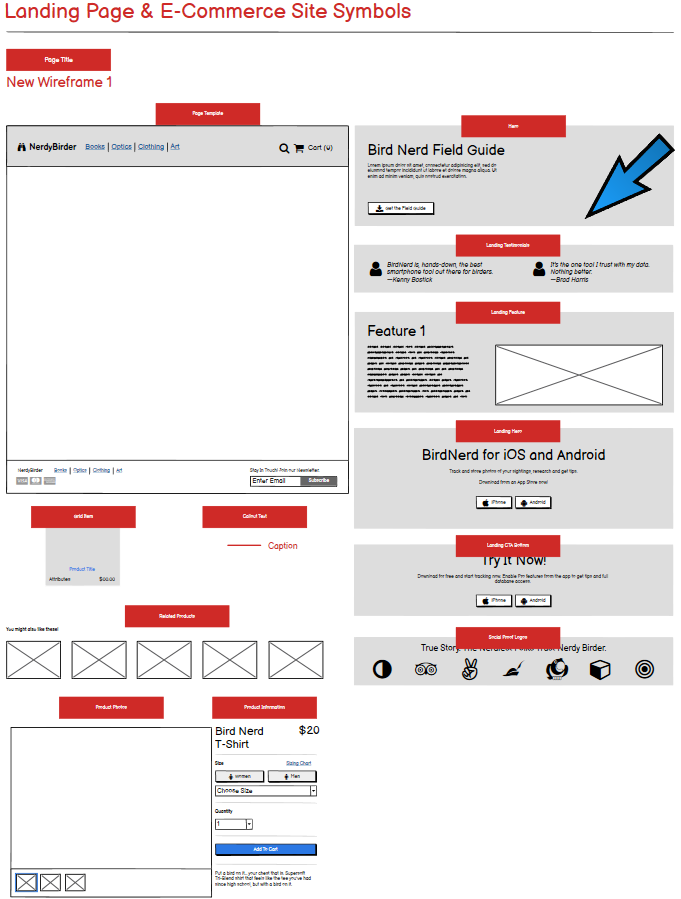 Landing Page & E-Commerce Site Symbols
Page Title
New Wireframe 1
Page Template
NerdyBirder Books | Optics | Clothing | Art Cart (0)
NerdyBirder Books | Optics | Clothing | Art
Stay In Touch! Join our Newsletter.
Enter Email Subscribe
Grid Item
Product Title
Attributes $00.00
Callout Text
Caption
Related Products
You might also like these!
Product Photos
Product Information
Bird Nerd
T-Shirt
$20
Size Sizing Chart
Women Men
Choose Size
Quantity
1
Add To Cart
Put a bird on it...your chest that is. Supersoft
Tri-Blend shirt that feels like the tee you've had
since high school, but with a bird on it.
Hero
Bird Nerd Field Guide
Lorem ipsum dolor sit amet, consectetur adipisicing elit, sed do
eiusmod tempor incididunt ut labore et dolore magna aliqua. Ut
enim ad minim veniam, quis nostrud exercitation.
Get the Field Guide
Landing Testimonials
BirdNerd is, hands-down, the best
smartphone tool out there for birders.
—Kenny Bostick
It's the one tool I trust with my data.
Nothing better.
—Brad Harris
Landing Feature
Feature 1
Landing Hero
BirdNerd for iOS and Android
Track and store photos of your sightings, research and get tips.
Download from an App Store now!
iPhone Android
Landing CTA Bottom
Try It Now!
Download for free and start tracking now. Enable Pro features from the app to get tips and full
database access.
iPhone Android
Social Proof Logos
True Story: The Nerdiest Trust Nerdy Birder.